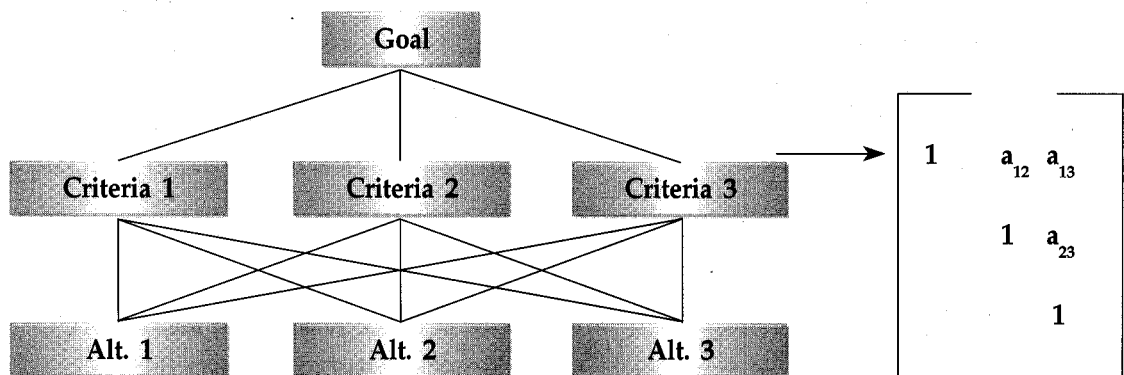 Goal
Criteria 1 Criteria 2 Criteria 3
1 a12 a13
1 a23
1
Alt. 1 Alt. 2 Alt. 3